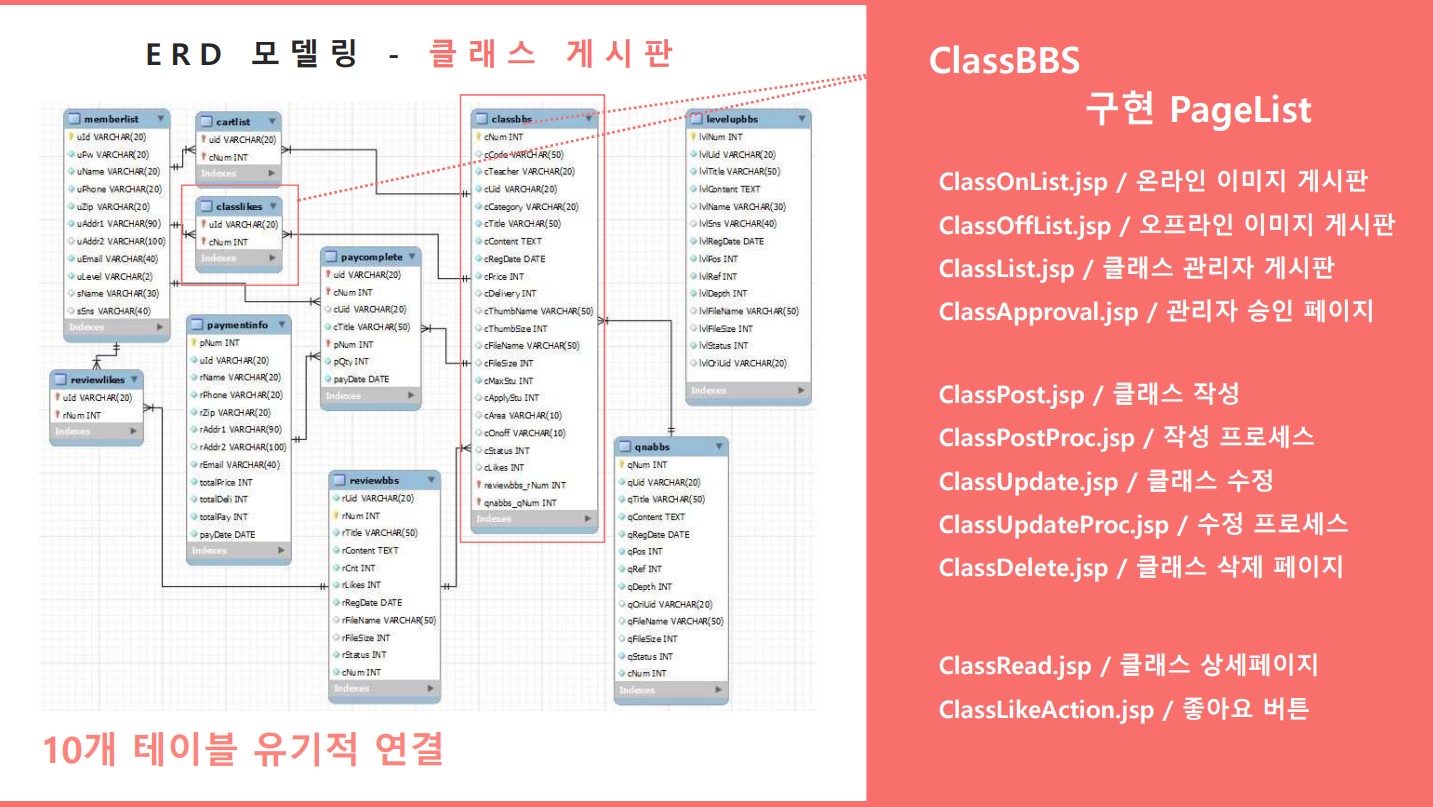 ERD 모델링 - 클래스 게시판
memberlist
uId VARCHAR(20)
uPw VARCHAR(20)
uName VARCHAR(20)
uPhone VARCHAR(20)
uZip VARCHAR(20)
uAddr1 VARCHAR(90)
uAddr2 VARCHAR(100)
uEmail VARCHAR(40)
uLevel VARCHAR(2)
sName VARCHAR(30)
sSns VARCHAR(40)
Indexes
cartlist
uid VARCHAR(20)
cNum INT
Indexes
classlikes
uId VARCHAR(20)
cNum INT
Indexes
paycomplete
uid VARCHAR(20)
cNum INT
cUid VARCHAR(20)
cTitle VARCHAR(50)
pNum INT
pQty INT
payDate DATE
Indexes
paymentinfo
pNum INT
uId VARCHAR(20)
rName VARCHAR(20)
rPhone VARCHAR(20)
rZip VARCHAR(20)
rAddr1 VARCHAR(90)
rAddr2 VARCHAR(100)
rEmail VARCHAR(40)
totalPrice INT
totalDeli INT
totalPay INT
payDate DATE
Indexes
reviewlikes
uId VARCHAR(20)
rNum INT
Indexes
reviewbbs
rUid VARCHAR(20)
rNum INT
rTitle VARCHAR(50)
rContent TEXT
rCnt INT
rLikes INT
rRegDate DATE
rFileName VARCHAR(50)
rFileSize INT
rStatus INT
cNum INT
Indexes
classbbs
cNum INT
cCode VARCHAR(50)
cTeacher VARCHAR(20)
cUid VARCHAR(20)
cCategory VARCHAR(20)
cTitle VARCHAR(50)
cContent TEXT
cRegDate DATE
cPrice INT
cDelivery INT
cThumbName VARCHAR(50)
cThumbSize INT
cFileName VARCHAR(50)
cFileSize INT
cMaxStu INT
cApplyStu INT
cArea VARCHAR(10)
cOnoff VARCHAR(10)
cStatus INT
cLikes INT
reviewbbs_rNum INT
qnabbs_qNum INT
Indexes
levelupbbs
lvlNum INT
lvlUid VARCHAR(20)
lvlTitle VARCHAR(50)
lvlContent TEXT
lvlName VARCHAR(30)
lvlSns VARCHAR(40)
lvlRegDate DATE
lvlPos INT
lvlRef INT
lvlDepth INT
lvlFileName VARCHAR(50)
lvlFileSize INT
lvlStatus INT
lvlOriUid VARCHAR(20)
Indexes
qnabbs
qNum INT
qUid VARCHAR(20)
qTitle VARCHAR(50)
qContent TEXT
qRegDate DATE
qPos INT
qRef INT
qDepth INT
qOriUid VARCHAR(20)
qFileName VARCHAR(50)
qFileSize INT
qStatus INT
cNum INT
Indexes
10개 테이블 유기적 연결
ClassBBS
구현 PageList
ClassOnList.jsp / 온라인 이미지 게시판
ClassOffList.jsp / 오프라인 이미지 게시판
ClassList.jsp / 클래스 관리자 게시판
ClassApproval.jsp / 관리자 승인 페이지
ClassPost.jsp / 클래스 작성
ClassPostProc.jsp / 작성 프로세스
ClassUpdate.jsp / 클래스 수정
ClassUpdateProc.jsp / 수정 프로세스
ClassDelete.jsp / 클래스 삭제 페이지
ClassRead.jsp / 클래스 상세페이지
ClassLikeAction.jsp / 좋아요 버튼